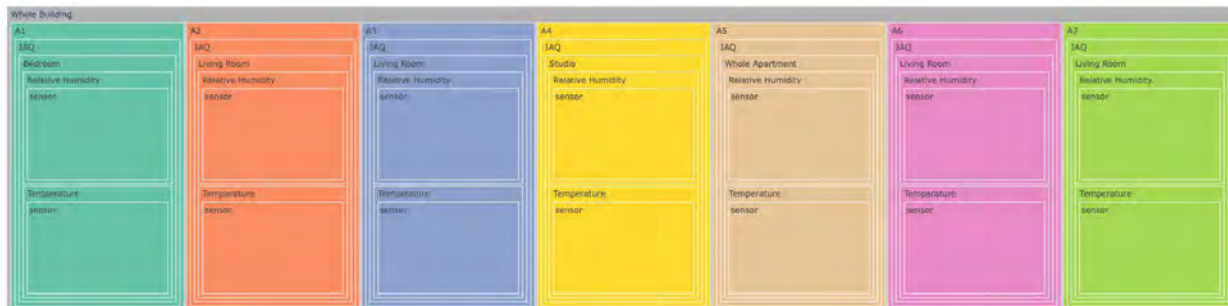 Whole Building
A1
IAQ
Bedroom
Relative Humidity
sensor
Temperature
sensor
A2
IAQ
Living Room
Relative Humidity
sensor
Temperature
sensor
A3
IAQ
Living Room
Relative Humidity
sensor
Temperature
sensor
A4
IAQ
Studio
Relative Humidity
sensor
Temperature
sensor
A5
IAQ
Whole Apartment
Relative Humidity
sensor
Temperature
sensor
A6
IAQ
Living Room
Relative Humidity
sensor
Temperature
sensor
A7
IAQ
Living Room
Relative Humidity
sensor
Temperature
sensor